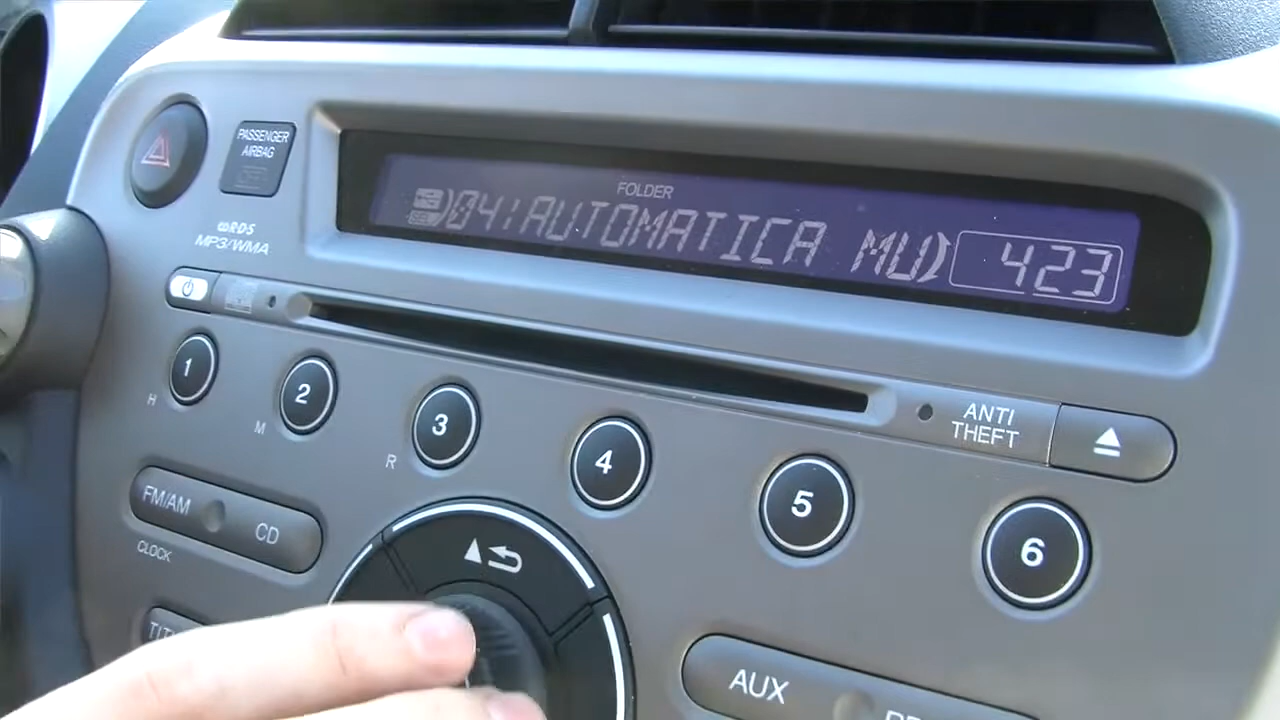 PASSENGER
AIRBAG
OFF
RDS
MP3/WMA
FOLDER
04:AUTOMATICA MU
423
ANTI
THEFT
1
2
3
4
5
6
H
M
R
FM/AM
CD
CLOCK
AUX